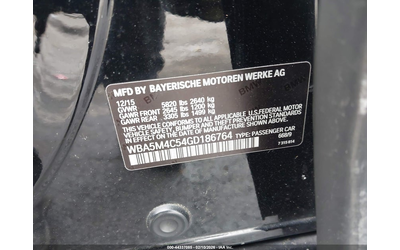 MFD BY BAYERISCHE MOTOREN WERKE AG
12/15
GVWR 5820 lbs 2640 kg
GAWR FRONT 2645 lbs 1200 kg
GAWR REAR 3305 lbs 1499 kg
THIS VEHICLE CONFORMS TO ALL APPLICABLE U.S. FEDERAL MOTOR
VEHICLE SAFETY, BUMPER, AND THEFT PREVENTION STANDARDS IN
EFFECT ON THE DATE OF MANUFACTURE SHOWN ABOVE.
WBA5M4C54GD186764 TYPE: PASSENGER CAR